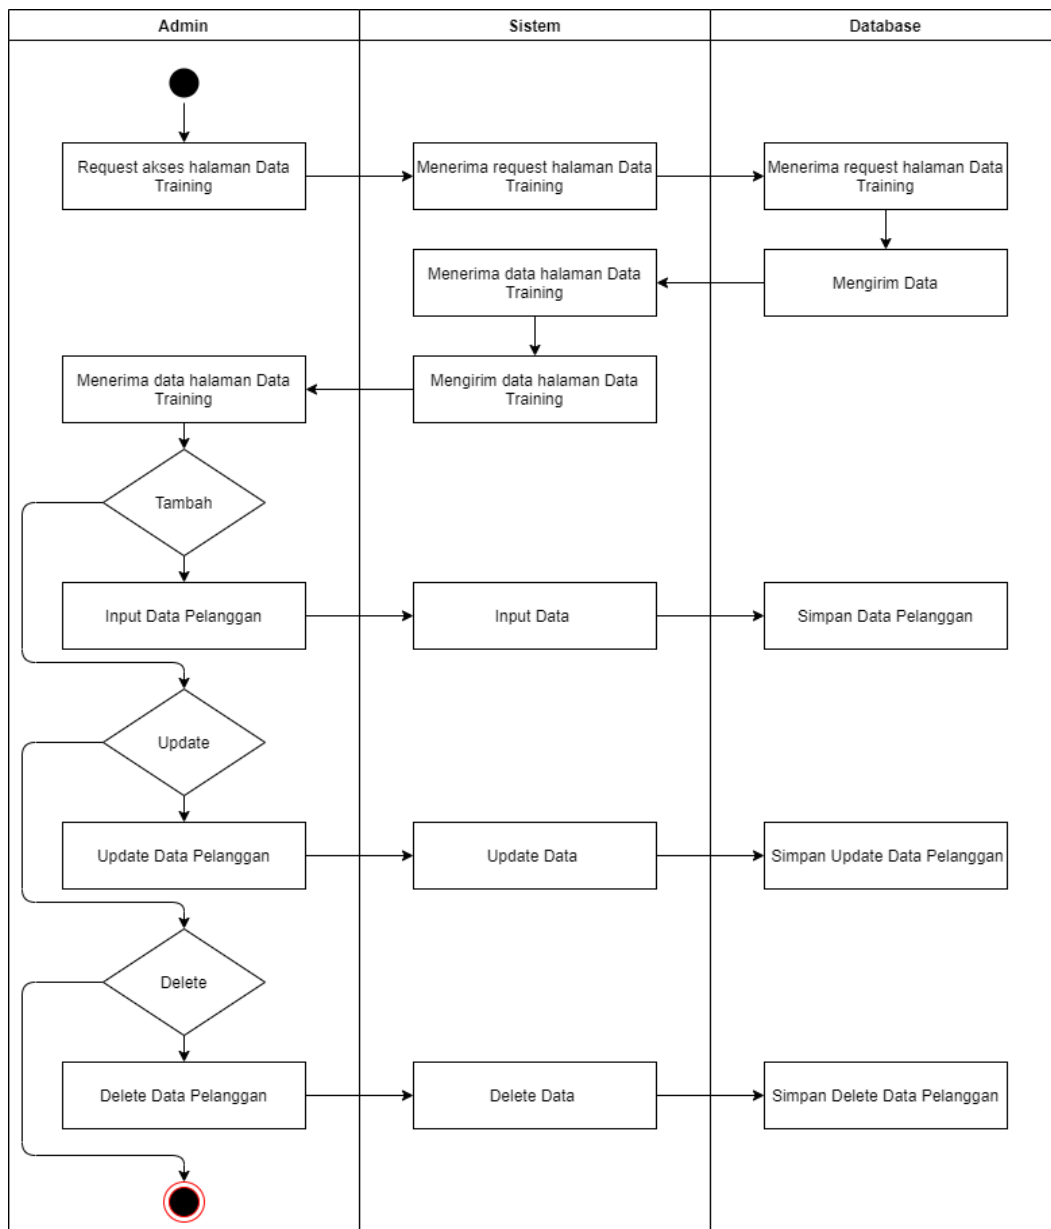 Admin
Sistem
Database
Request akses halaman Data
Training
Menerima request halaman Data
Training
Menerima request halaman Data
Training
Menerima data halaman Data
Training
Mengirim Data
Menerima data halaman Data
Training
Mengirim data halaman Data
Training
Tambah
Input Data Pelanggan
Input Data
Simpan Data Pelanggan
Update
Update Data Pelanggan
Update Data
Simpan Update Data Pelanggan
Delete
Delete Data Pelanggan
Delete Data
Simpan Delete Data Pelanggan